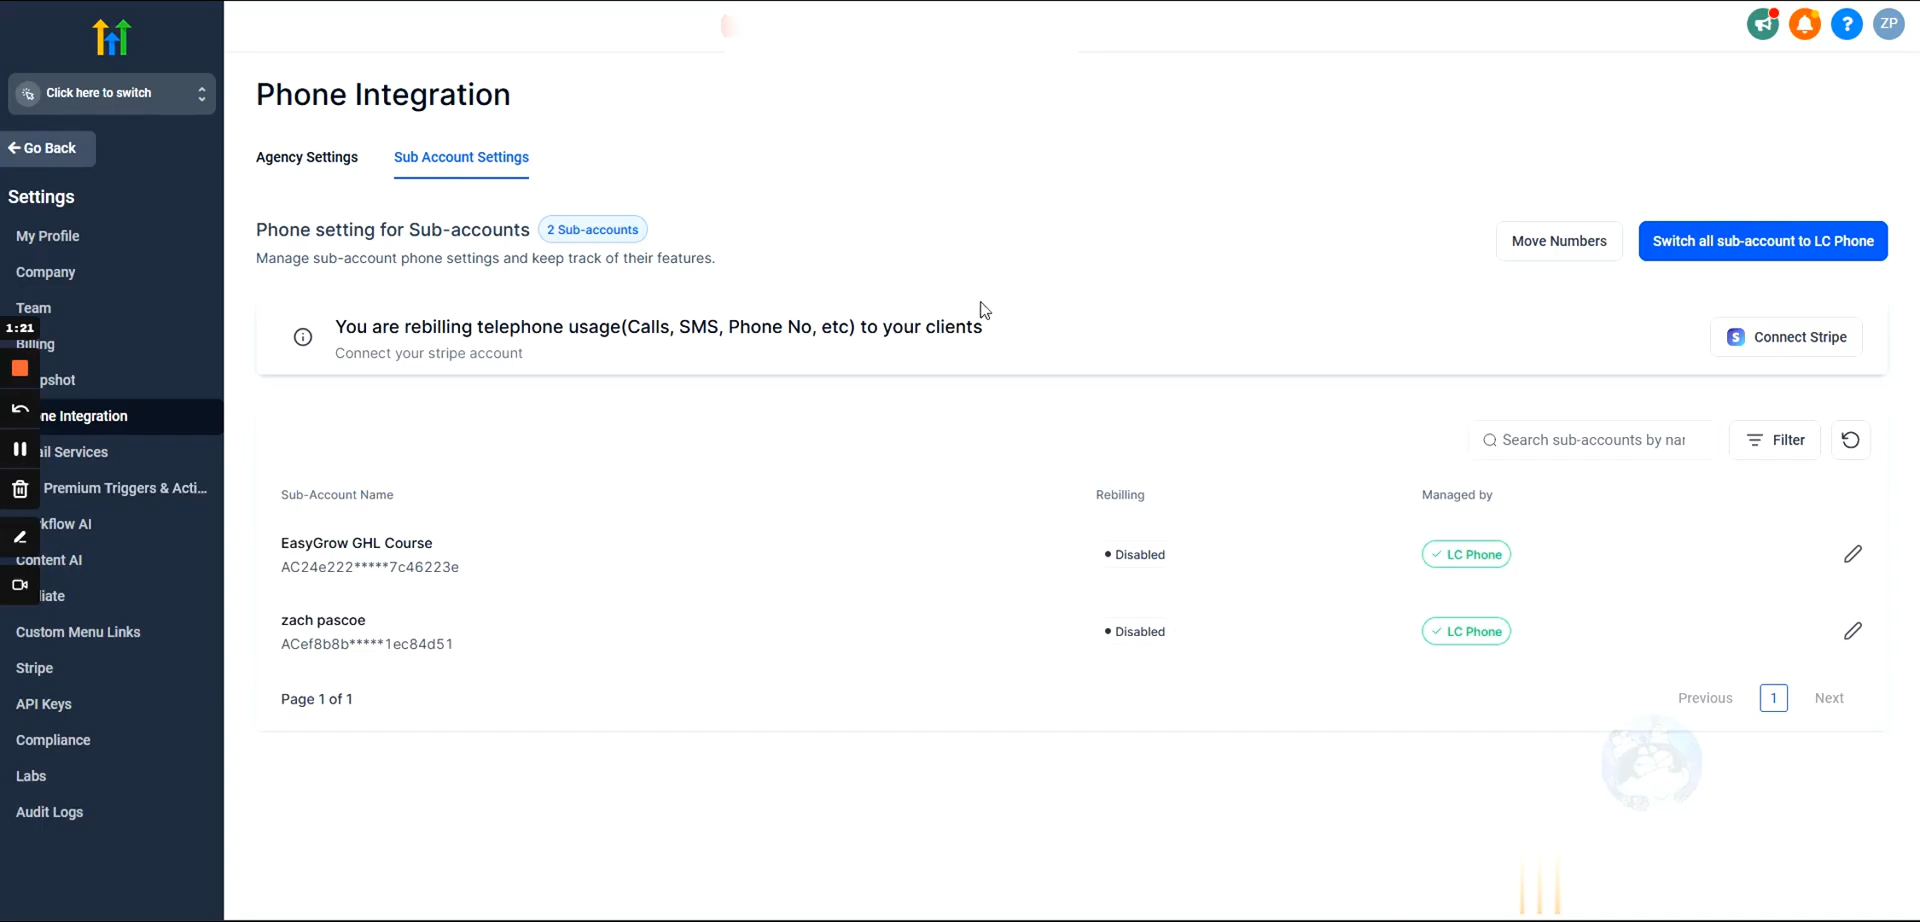 ZP
Click here to switch
Go Back
Settings
My Profile
Company
Team
1:21
Billing
pshot
ne Integration
ail Services
Premium Triggers & Acti...
kflow AI
Content AI
liate
Custom Menu Links
Stripe
API Keys
Compliance
Labs
Audit Logs
Phone Integration
Agency Settings
Sub Account Settings
Phone setting for Sub-accounts
2 Sub-accounts
Manage sub-account phone settings and keep track of their features.
Move Numbers
Switch all sub-account to LC Phone
You are rebilling telephone usage(Calls, SMS, Phone No, etc) to your clients
Connect your stripe account
S Connect Stripe
Search sub-accounts by nar
Filter
Sub-Account Name
Rebilling
Managed by
EasyGrow GHL Course
AC24e222*****7c46223e
Disabled
LC Phone
zach pascoe
ACef8b8b*****1ec84d51
Disabled
LC Phone
Page 1 of 1
Previous
1
Next